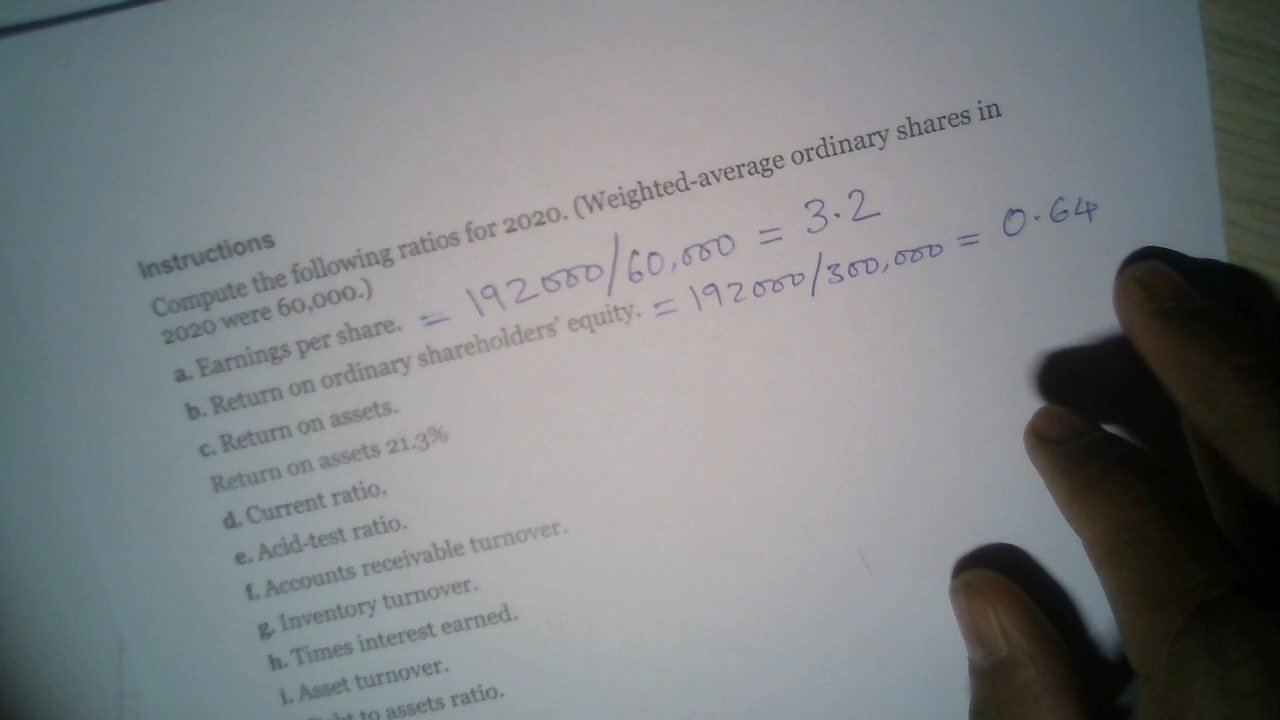 Instructions
Compute the following ratios for 2020. (Weighted-average ordinary shares in
2020 were 60,000.)
a. Earnings per share. = 192000/60,000 = 3.2
b. Return on ordinary shareholders' equity. = 192000/300,000 = 0.64
c. Return on assets.
Return on assets 21.3%
d. Current ratio.
e. Acid-test ratio.
f. Accounts receivable turnover.
g. Inventory turnover.
h. Times interest earned.
i. Asset turnover.
to assets ratio.